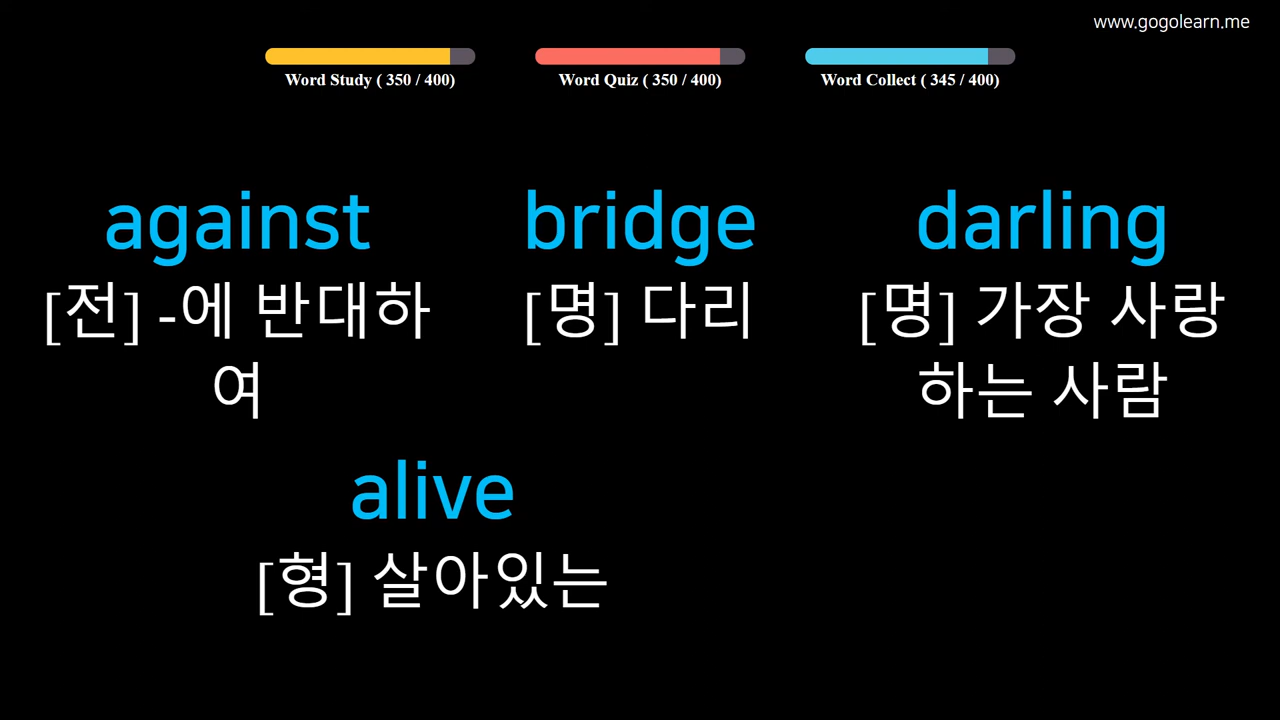 www.gogolearn.me
Word Study ( 350 / 400)
Word Quiz ( 350 / 400)
Word Collect ( 345 / 400)
against
[전] -에 반대하
여
bridge
[명] 다리
darling
[명] 가장 사랑
하는 사람
alive
[형] 살아있는